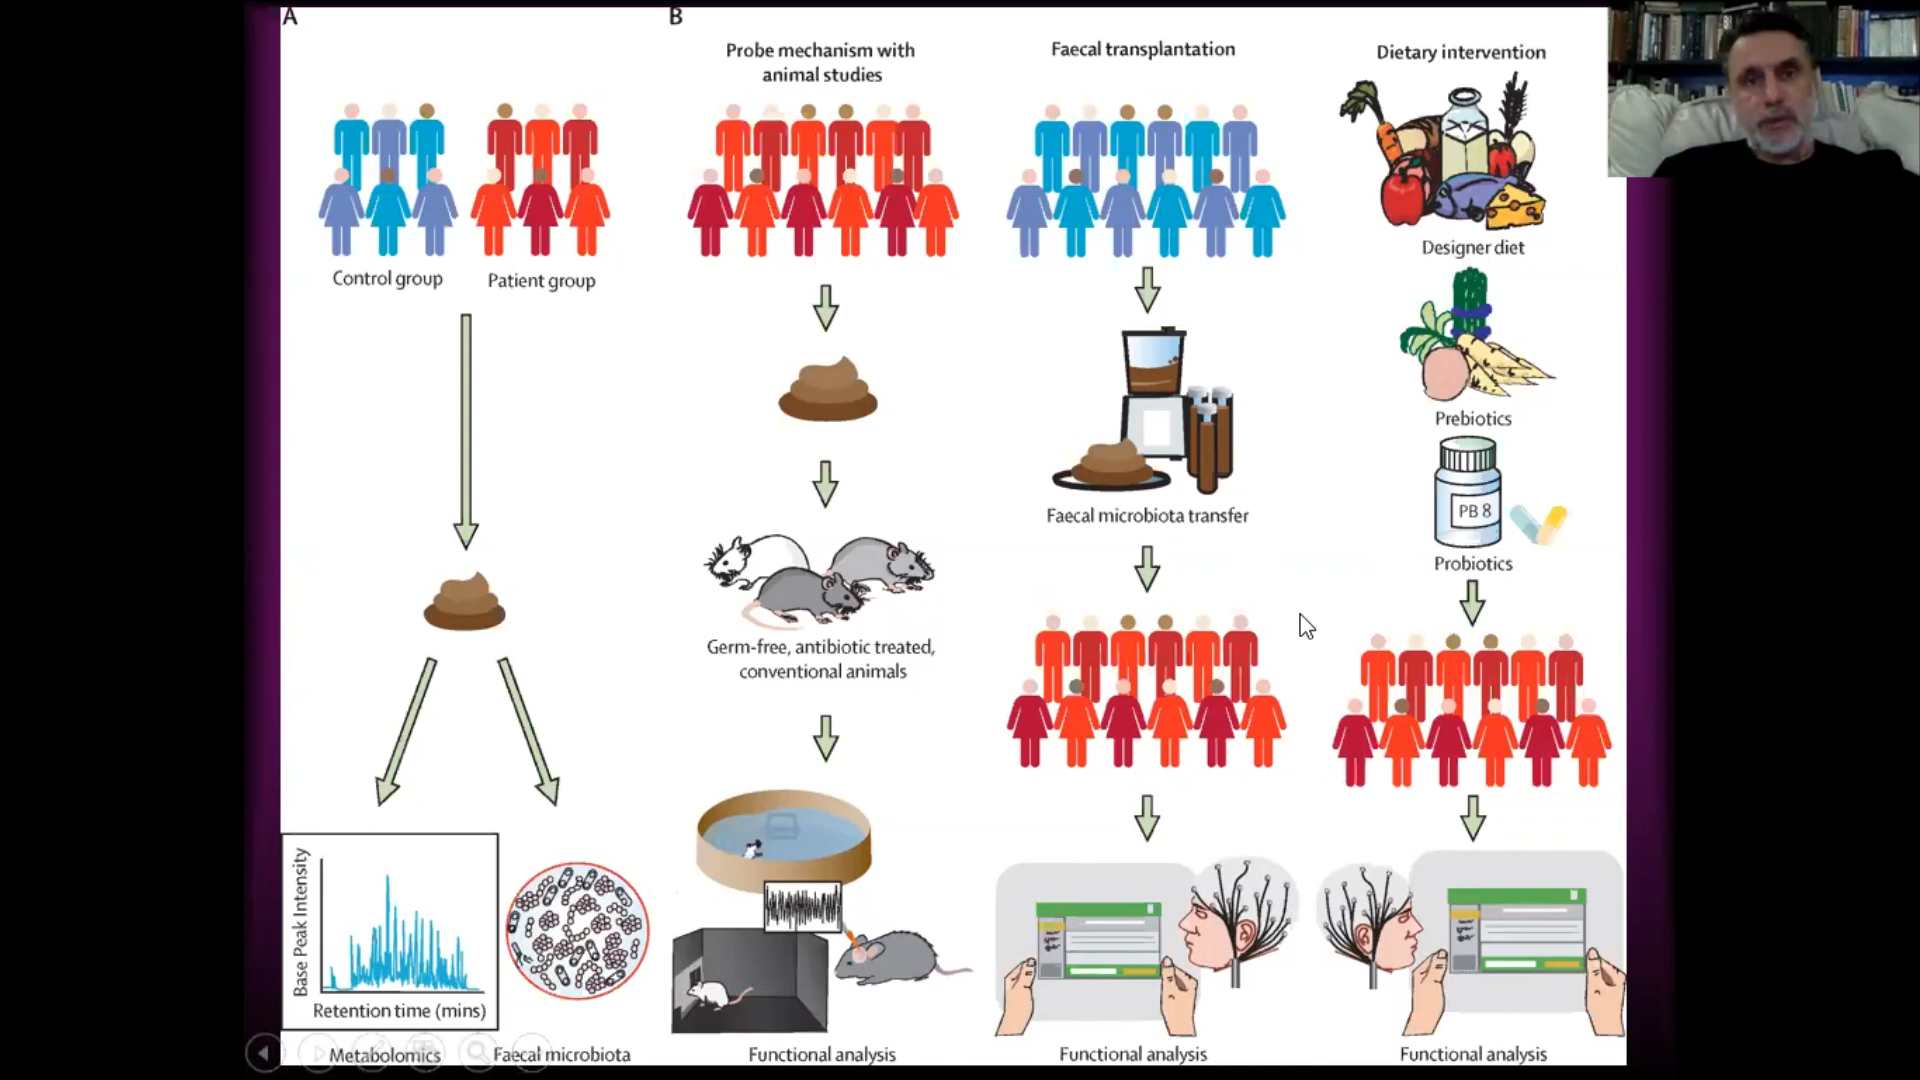 A
Control group
Patient group
Base Peak Intensity
Retention time (mins)
Metabolomics
Faecal microbiota
B
Probe mechanism with
animal studies
Germ-free, antibiotic treated,
conventional animals
Functional analysis
Faecal transplantation
Faecal microbiota transfer
Functional analysis
Dietary intervention
Designer diet
Prebiotics
PB 8
Probiotics
Functional analysis